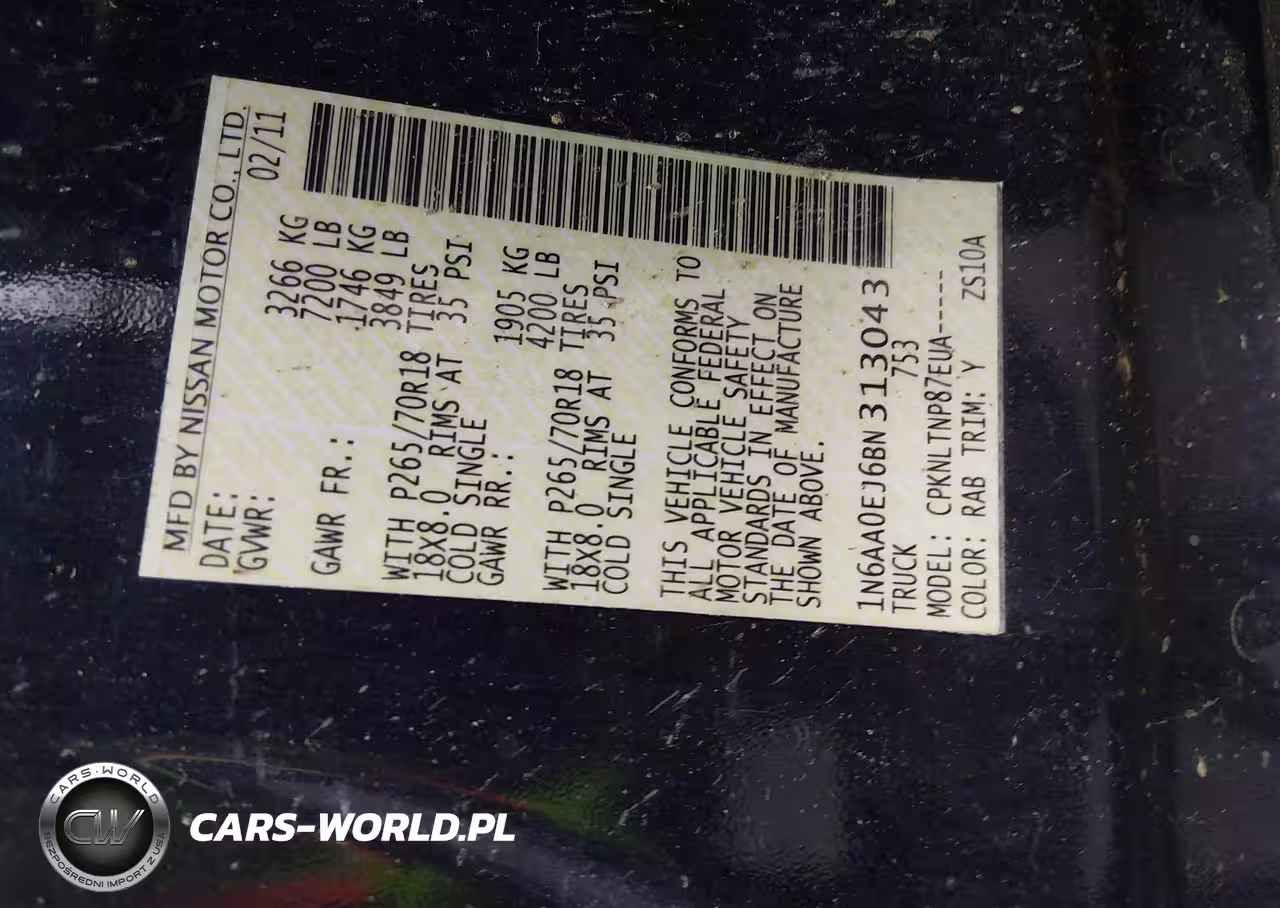 MFD BY NISSAN MOTOR CO., LTD.
DATE: 02/11
GVWR: 3266 KG
7200 LB
GAWR FR.: 1746 KG
3849 LB
WITH P265/70R18 TIRES
18X8.0 RIMS AT 35 PSI
COLD SINGLE
GAWR RR.: 1905 KG
4200 LB
WITH P265/70R18 TIRES
18X8.0 RIMS AT 35 PSI
COLD SINGLE
THIS VEHICLE CONFORMS TO
ALL APPLICABLE FEDERAL
MOTOR VEHICLE SAFETY
STANDARDS IN EFFECT ON
THE DATE OF MANUFACTURE
SHOWN ABOVE.
1N6AA0EJ6BN313043
TRUCK 753
MODEL: CPKNLTNP87EUA-----
COLOR: RAB TRIM: Y ZS10A
CARS-WORLD
CW
BEZPOŚREDNI IMPORT Z USA
CARS-WORLD.PL